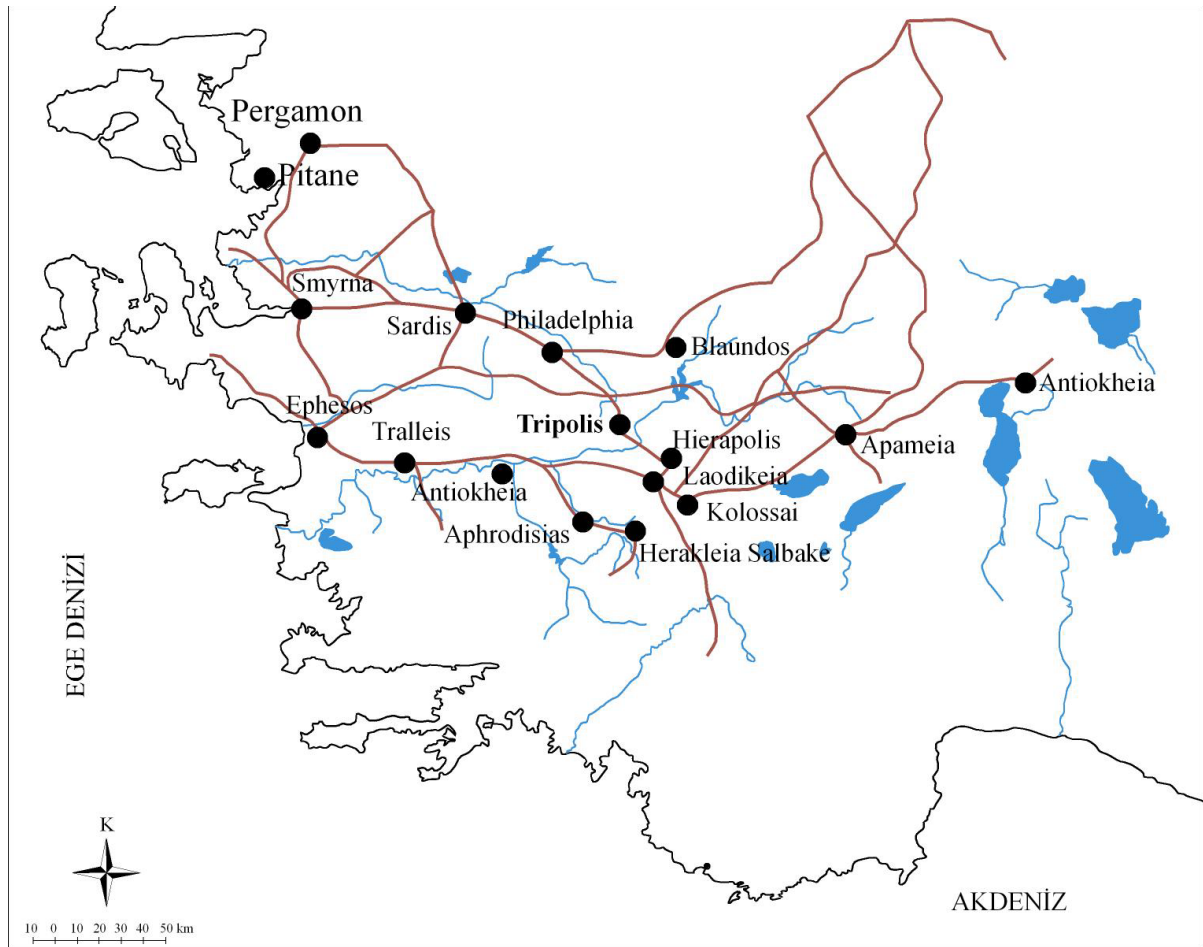 Pergamon
Pitane
Smyrna
Sardis
Philadelphia
Blaundos
Antiokheia
Ephesos
Tralleis
Tripolis
Hierapolis
Apameia
Laodikeia
Antiokheia
Kolossai
Aphrodisias
Herakleia Salbake
EGE DENİZİ
K
AKDENİZ
10 0 10 20 30 40 50 km